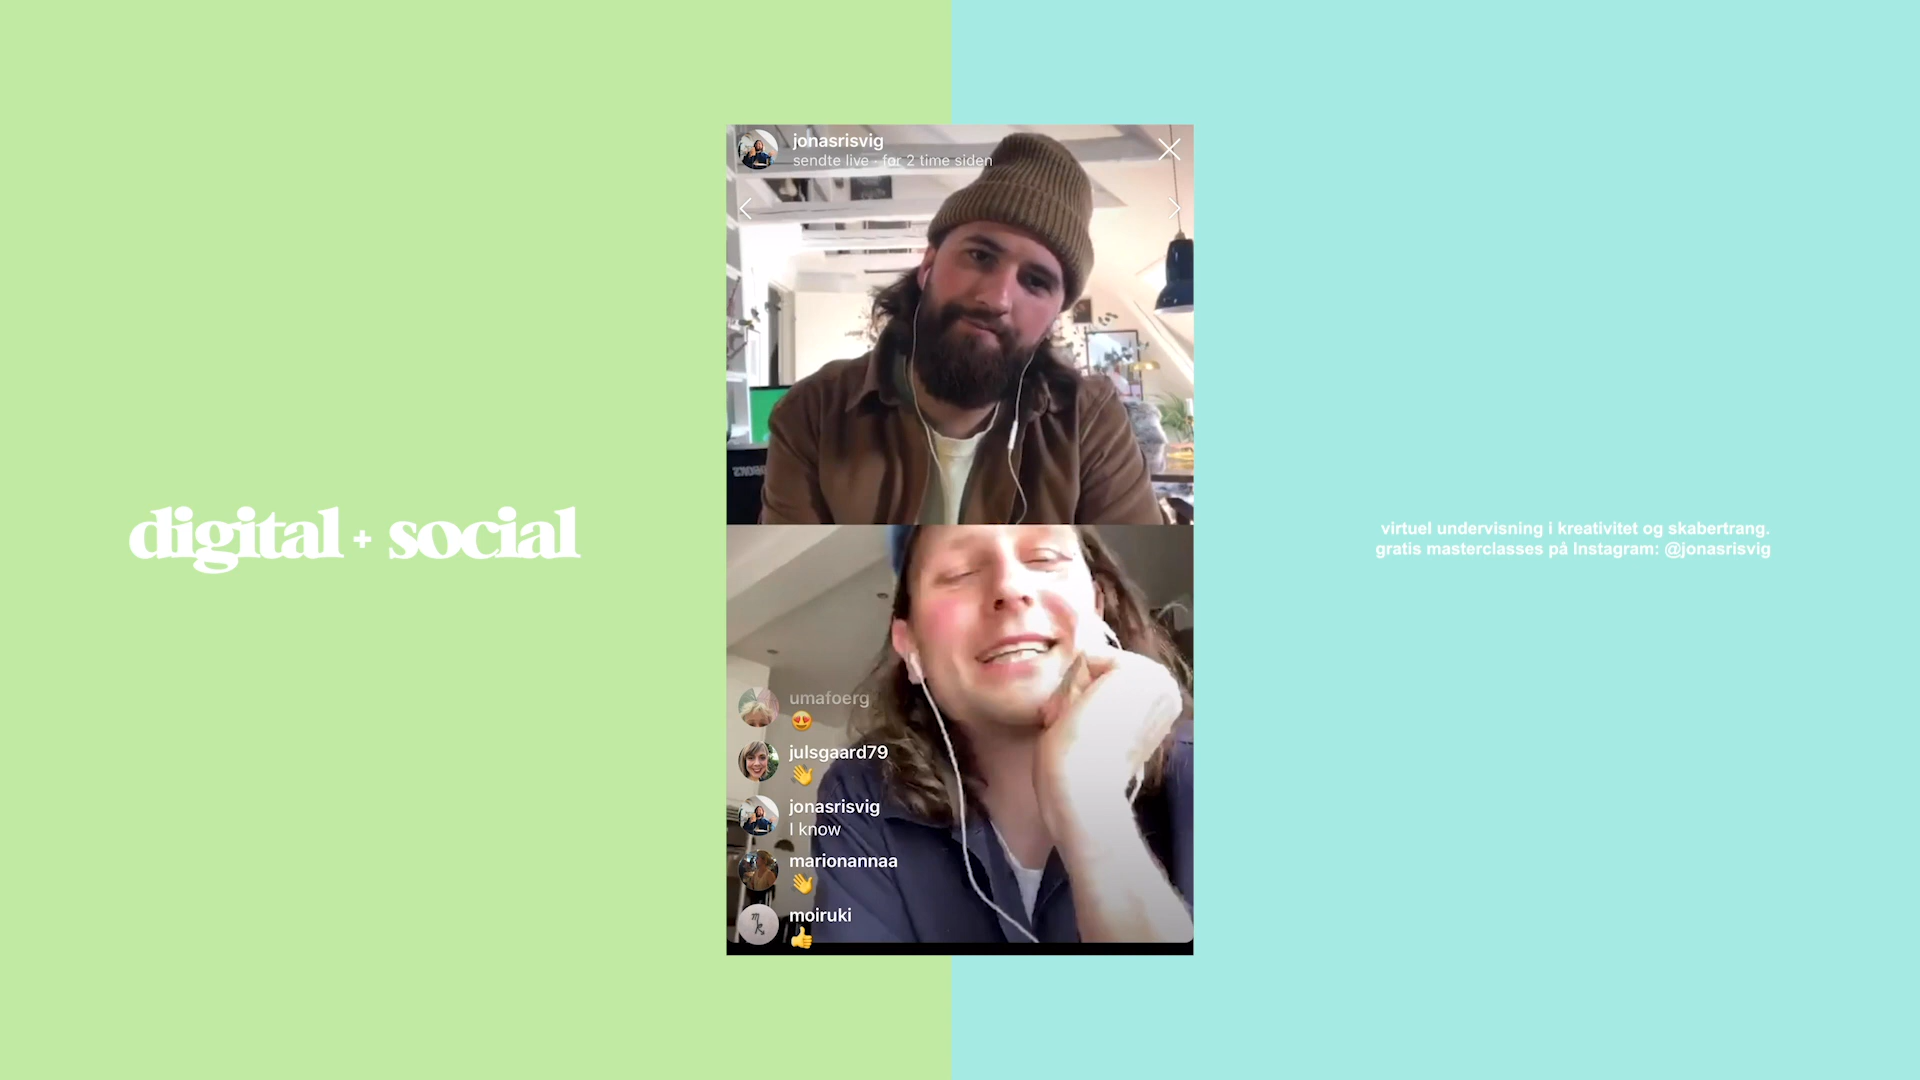 digital + social
jonasrisvig
sendte live · før 2 time siden
umafoerg
😍
julsgaard79
👋
jonasrisvig
I know
marionannaa
👋
moiruki
👍
virtuel undervisning i kreativitet og skabertrang.
gratis masterclasses på Instagram: @jonasrisvig